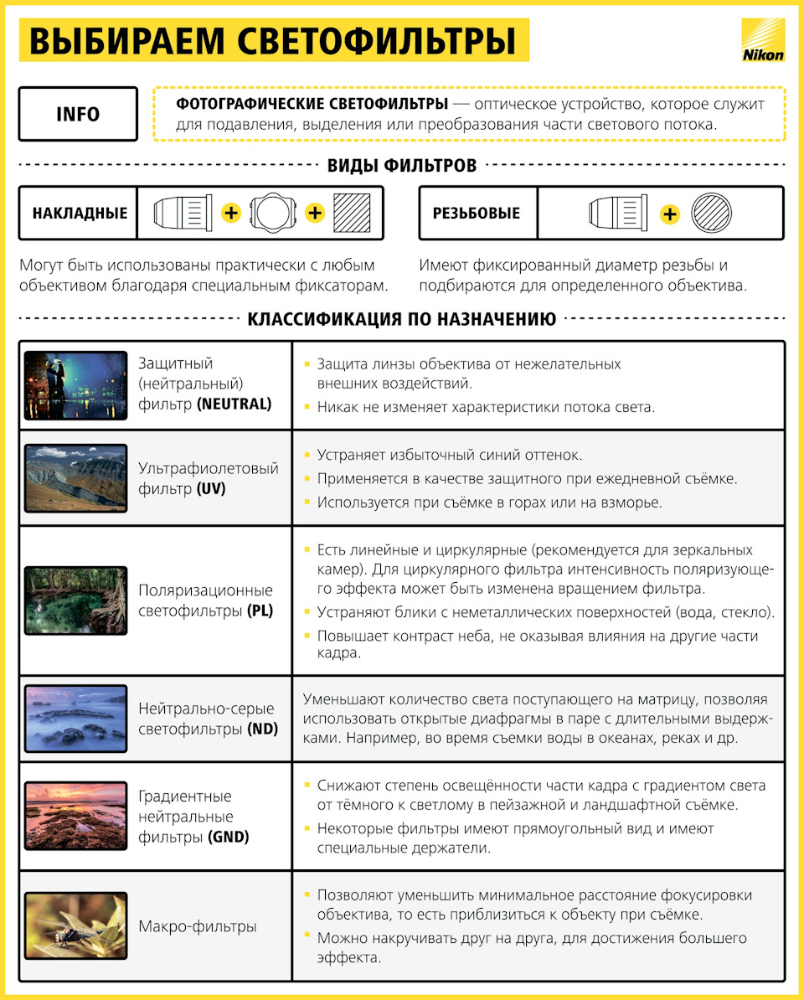 ВЫБИРАЕМ СВЕТОФИЛЬТРЫ
Nikon
INFO
ФОТОГРАФИЧЕСКИЕ СВЕТОФИЛЬТРЫ — оптическое устройство, которое служит
для подавления, выделения или преобразования части светового потока.
ВИДЫ ФИЛЬТРОВ
НАКЛАДНЫЕ
+
+
Могут быть использованы практически с любым
объективом благодаря специальным фиксаторам.
РЕЗЬБОВЫЕ
+
Имеют фиксированный диаметр резьбы и
подбираются для определенного объектива.
КЛАССИФИКАЦИЯ ПО НАЗНАЧЕНИЮ
Защитный
(нейтральный)
фильтр (NEUTRAL)
Защита линзы объектива от нежелательных
внешних воздействий.
Никак не изменяет характеристики потока света.
Ультрафиолетовый
фильтр (UV)
Устраняет избыточный синий оттенок.
Применяется в качестве защитного при ежедневной съёмке.
Используется при съёмке в горах или на взморье.
Поляризационные
светофильтры (PL)
Есть линейные и циркулярные (рекомендуется для зеркальных
камер). Для циркулярного фильтра интенсивность поляризующе-
го эффекта может быть изменена вращением фильтра.
Устраняют блики с неметаллических поверхностей (вода, стекло).
Повышает контраст неба, не оказывая влияния на другие части
кадра.
Нейтрально-серые
светофильтры (ND)
Уменьшают количество света поступающего на матрицу, позволяя
использовать открытые диафрагмы в паре с длительными выдерж-
ками. Например, во время съемки воды в океанах, реках и др.
Градиентные
нейтральные
фильтры (GND)
Снижают степень освещённости части кадра с градиентом света
от тёмного к светлому в пейзажной и ландшафтной съёмке.
Некоторые фильтры имеют прямоугольный вид и имеют
специальные держатели.
Макро-фильтры
Позволяют уменьшить минимальное расстояние фокусировки
объектива, то есть приблизиться к объекту при съёмке.
Можно накручивать друг на друга, для достижения большего
эффекта.